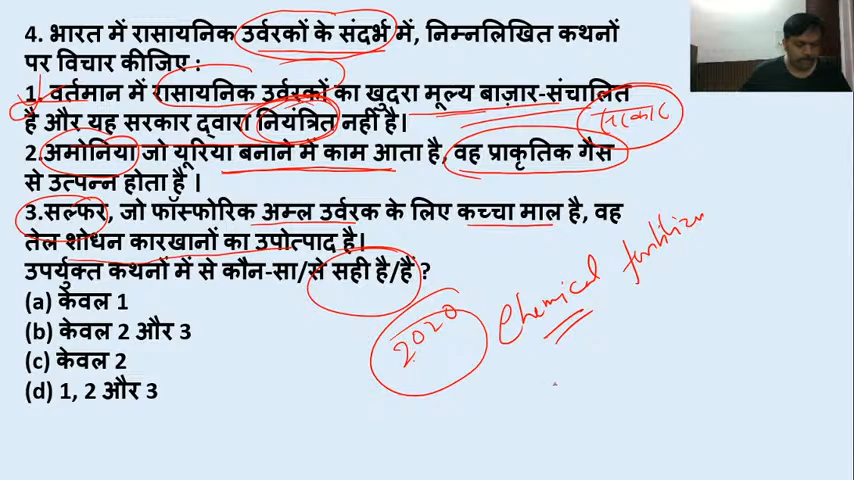 4. भारत में रासायनिक उर्वरकों के संदर्भ में, निम्नलिखित कथनों
पर विचार कीजिए :
1. वर्तमान में रासायनिक उर्वरकों का खुदरा मूल्य बाज़ार-संचालित
है और यह सरकार द्वारा नियंत्रित नहीं है।
सरकार
2.अमोनिया जो यूरिया बनाने में काम आता है, वह प्राकृतिक गैस
से उत्पन्न होता है ।
3.सल्फर, जो फॉस्फोरिक अम्ल उर्वरक के लिए कच्चा माल है, वह
तेल शोधन कारखानों का उपोत्पाद है।
उपर्युक्त कथनों में से कौन-सा/से सही है/हैं ?
(a) केवल 1
(b) केवल 2 और 3
(c) केवल 2
(d) 1, 2 और 3
2020
Chemical